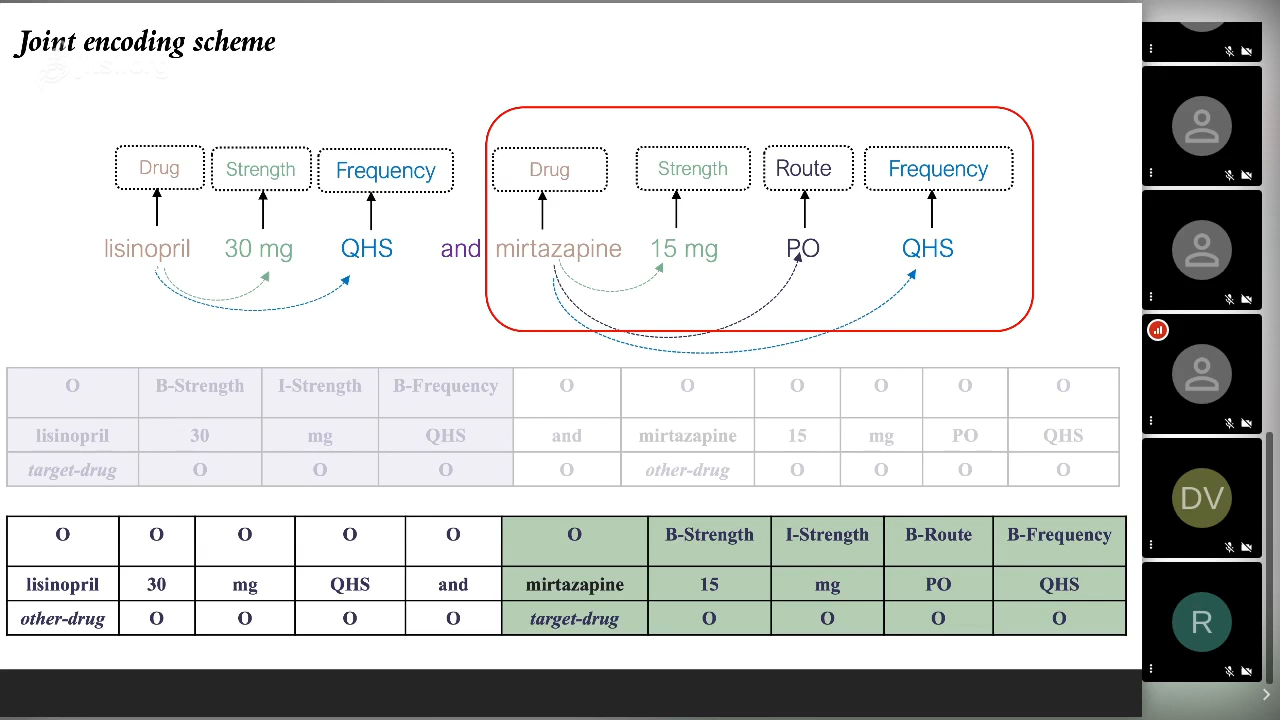 Joint encoding scheme
Drug Strength Frequency Drug Strength Route Frequency
lisinopril 30 mg QHS and mirtazapine 15 mg PO QHS
O B-Strength I-Strength B-Frequency O O O O O O
lisinopril 30 mg QHS and mirtazapine 15 mg PO QHS
target-drug O O O O other-drug O O O O
O O O O O O B-Strength I-Strength B-Route B-Frequency
lisinopril 30 mg QHS and mirtazapine 15 mg PO QHS
other-drug O O O O target-drug O O O O
DV
R